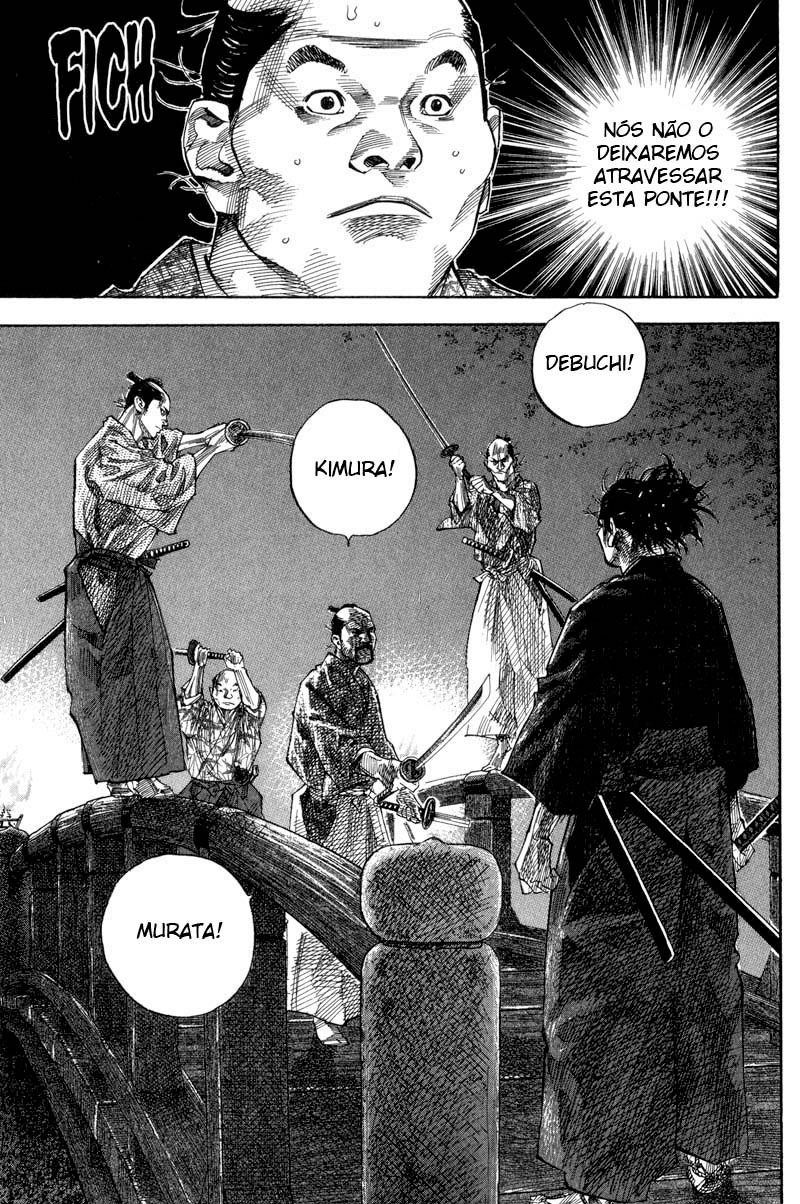 FICH
NÓS NÃO O
DEIXAREMOS
ATRAVESSAR
ESTA PONTE!!!
DEBUCHI!
KIMURA!
MURATA!